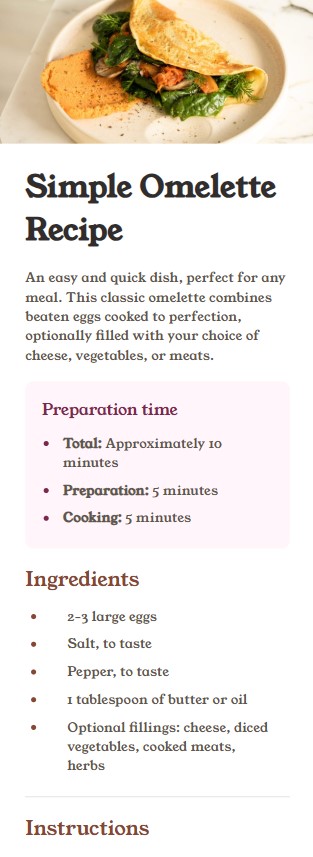 Simple Omelette
Recipe
An easy and quick dish, perfect for any
meal. This classic omelette combines
beaten eggs cooked to perfection,
optionally filled with your choice of
cheese, vegetables, or meats.
Preparation time
• Total: Approximately 10
minutes
• Preparation: 5 minutes
• Cooking: 5 minutes
Ingredients
• 2-3 large eggs
• Salt, to taste
• Pepper, to taste
• 1 tablespoon of butter or oil
• Optional fillings: cheese, diced
vegetables, cooked meats,
herbs
Instructions